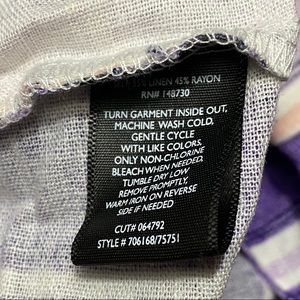 LINEN 45% RAYON
RN# 148730
TURN GARMENT INSIDE OUT,
MACHINE WASH COLD,
GENTLE CYCLE
WITH LIKE COLORS,
ONLY NON-CHLORINE
BLEACH WHEN NEEDED,
TUMBLE DRY LOW
REMOVE PROMPTLY,
WARM IRON ON REVERSE
SIDE IF NEEDED
CUT# 064792
STYLE # 706168/75751